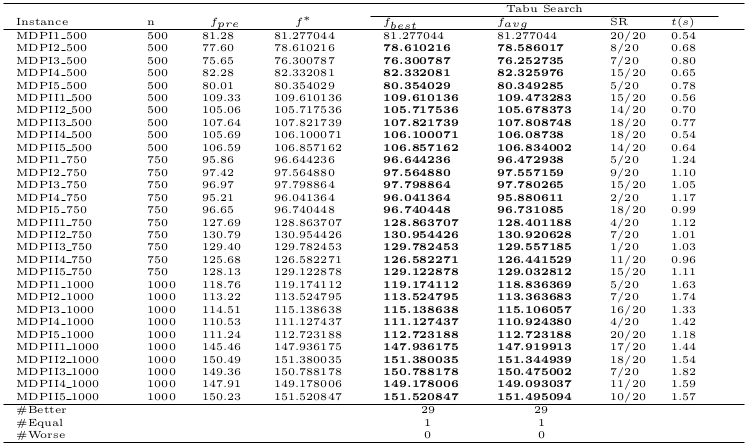 Tabu Search
Instance n f_pre f* f_best f_avg SR t(s)
MDPI1_500 500 81.28 81.277044 81.277044 81.277044 20/20 0.54
MDPI2_500 500 77.60 78.610216 78.610216 78.586017 8/20 0.68
MDPI3_500 500 75.65 76.300787 76.300787 76.252735 7/20 0.80
MDPI4_500 500 82.28 82.332081 82.332081 82.325976 15/20 0.65
MDPI5_500 500 80.01 80.354029 80.354029 80.349285 5/20 0.78
MDPII1_500 500 109.33 109.610136 109.610136 109.473283 15/20 0.56
MDPII2_500 500 105.06 105.717536 105.717536 105.678373 14/20 0.70
MDPII3_500 500 107.64 107.821739 107.821739 107.808748 18/20 0.77
MDPII4_500 500 105.69 106.100071 106.100071 106.08738 18/20 0.54
MDPII5_500 500 106.59 106.857162 106.857162 106.834002 14/20 0.64
MDPI1_750 750 95.86 96.644236 96.644236 96.472938 5/20 1.24
MDPI2_750 750 97.42 97.564880 97.564880 97.557159 9/20 1.10
MDPI3_750 750 96.97 97.798864 97.798864 97.780265 15/20 1.05
MDPI4_750 750 95.21 96.041364 96.041364 95.880611 2/20 1.17
MDPI5_750 750 96.65 96.740448 96.740448 96.731085 18/20 0.99
MDPII1_750 750 127.69 128.863707 128.863707 128.401188 4/20 1.12
MDPII2_750 750 130.79 130.954426 130.954426 130.920628 7/20 1.01
MDPII3_750 750 129.40 129.782453 129.782453 129.557185 1/20 1.03
MDPII4_750 750 125.68 126.582271 126.582271 126.441529 11/20 0.96
MDPII5_750 750 128.13 129.122878 129.122878 129.032812 15/20 1.11
MDPI1_1000 1000 118.76 119.174112 119.174112 118.836369 5/20 1.63
MDPI2_1000 1000 113.22 113.524795 113.524795 113.363683 7/20 1.74
MDPI3_1000 1000 114.51 115.138638 115.138638 115.106057 16/20 1.33
MDPI4_1000 1000 110.53 111.127437 111.127437 110.924380 4/20 1.42
MDPI5_1000 1000 111.24 112.723188 112.723188 112.723188 20/20 1.18
MDPII1_1000 1000 145.46 147.936175 147.936175 147.919913 17/20 1.44
MDPII2_1000 1000 150.49 151.380035 151.380035 151.344939 18/20 1.54
MDPII3_1000 1000 149.36 150.788178 150.788178 150.475002 7/20 1.82
MDPII4_1000 1000 147.91 149.178006 149.178006 149.093037 11/20 1.59
MDPII5_1000 1000 150.23 151.520847 151.520847 151.495094 10/20 1.57
#Better 29 29
#Equal 1 1
#Worse 0 0